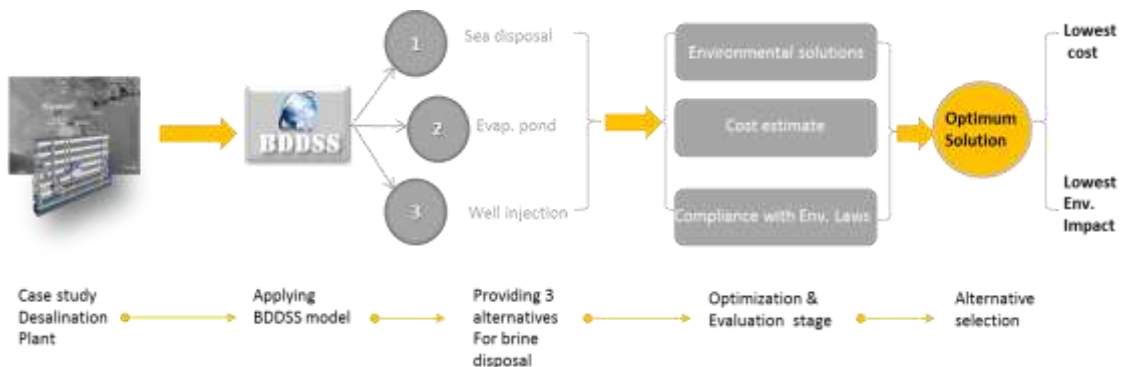 1
Sea disposal
BDDSS
2
Evap. pond
3
Well injection
Environmental solutions
Cost estimate
Compliance with Env. Laws
Optimum
Solution
Lowest
cost
Lowest
Env.
Impact
Case study
Desalination
Plant
Applying
BDDSS model
Providing 3
alternatives
For brine
disposal
Optimization &
Evaluation stage
Alternative
selection